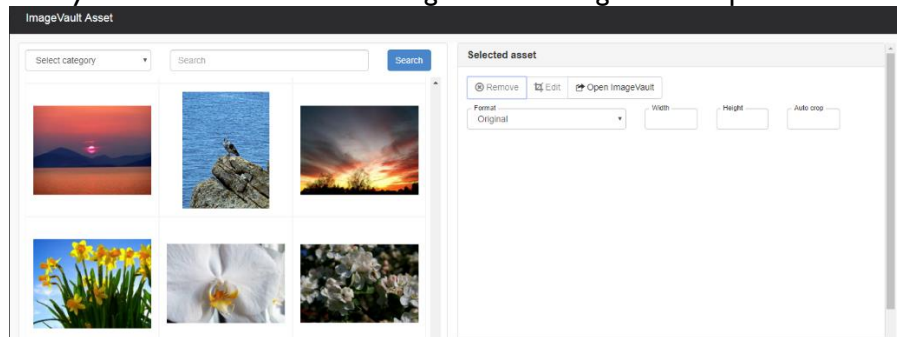 ImageVault Asset
Select category
Search
Search
Selected asset
Remove
Edit
Open ImageVault
Format
Original
Width
Height
Auto crop